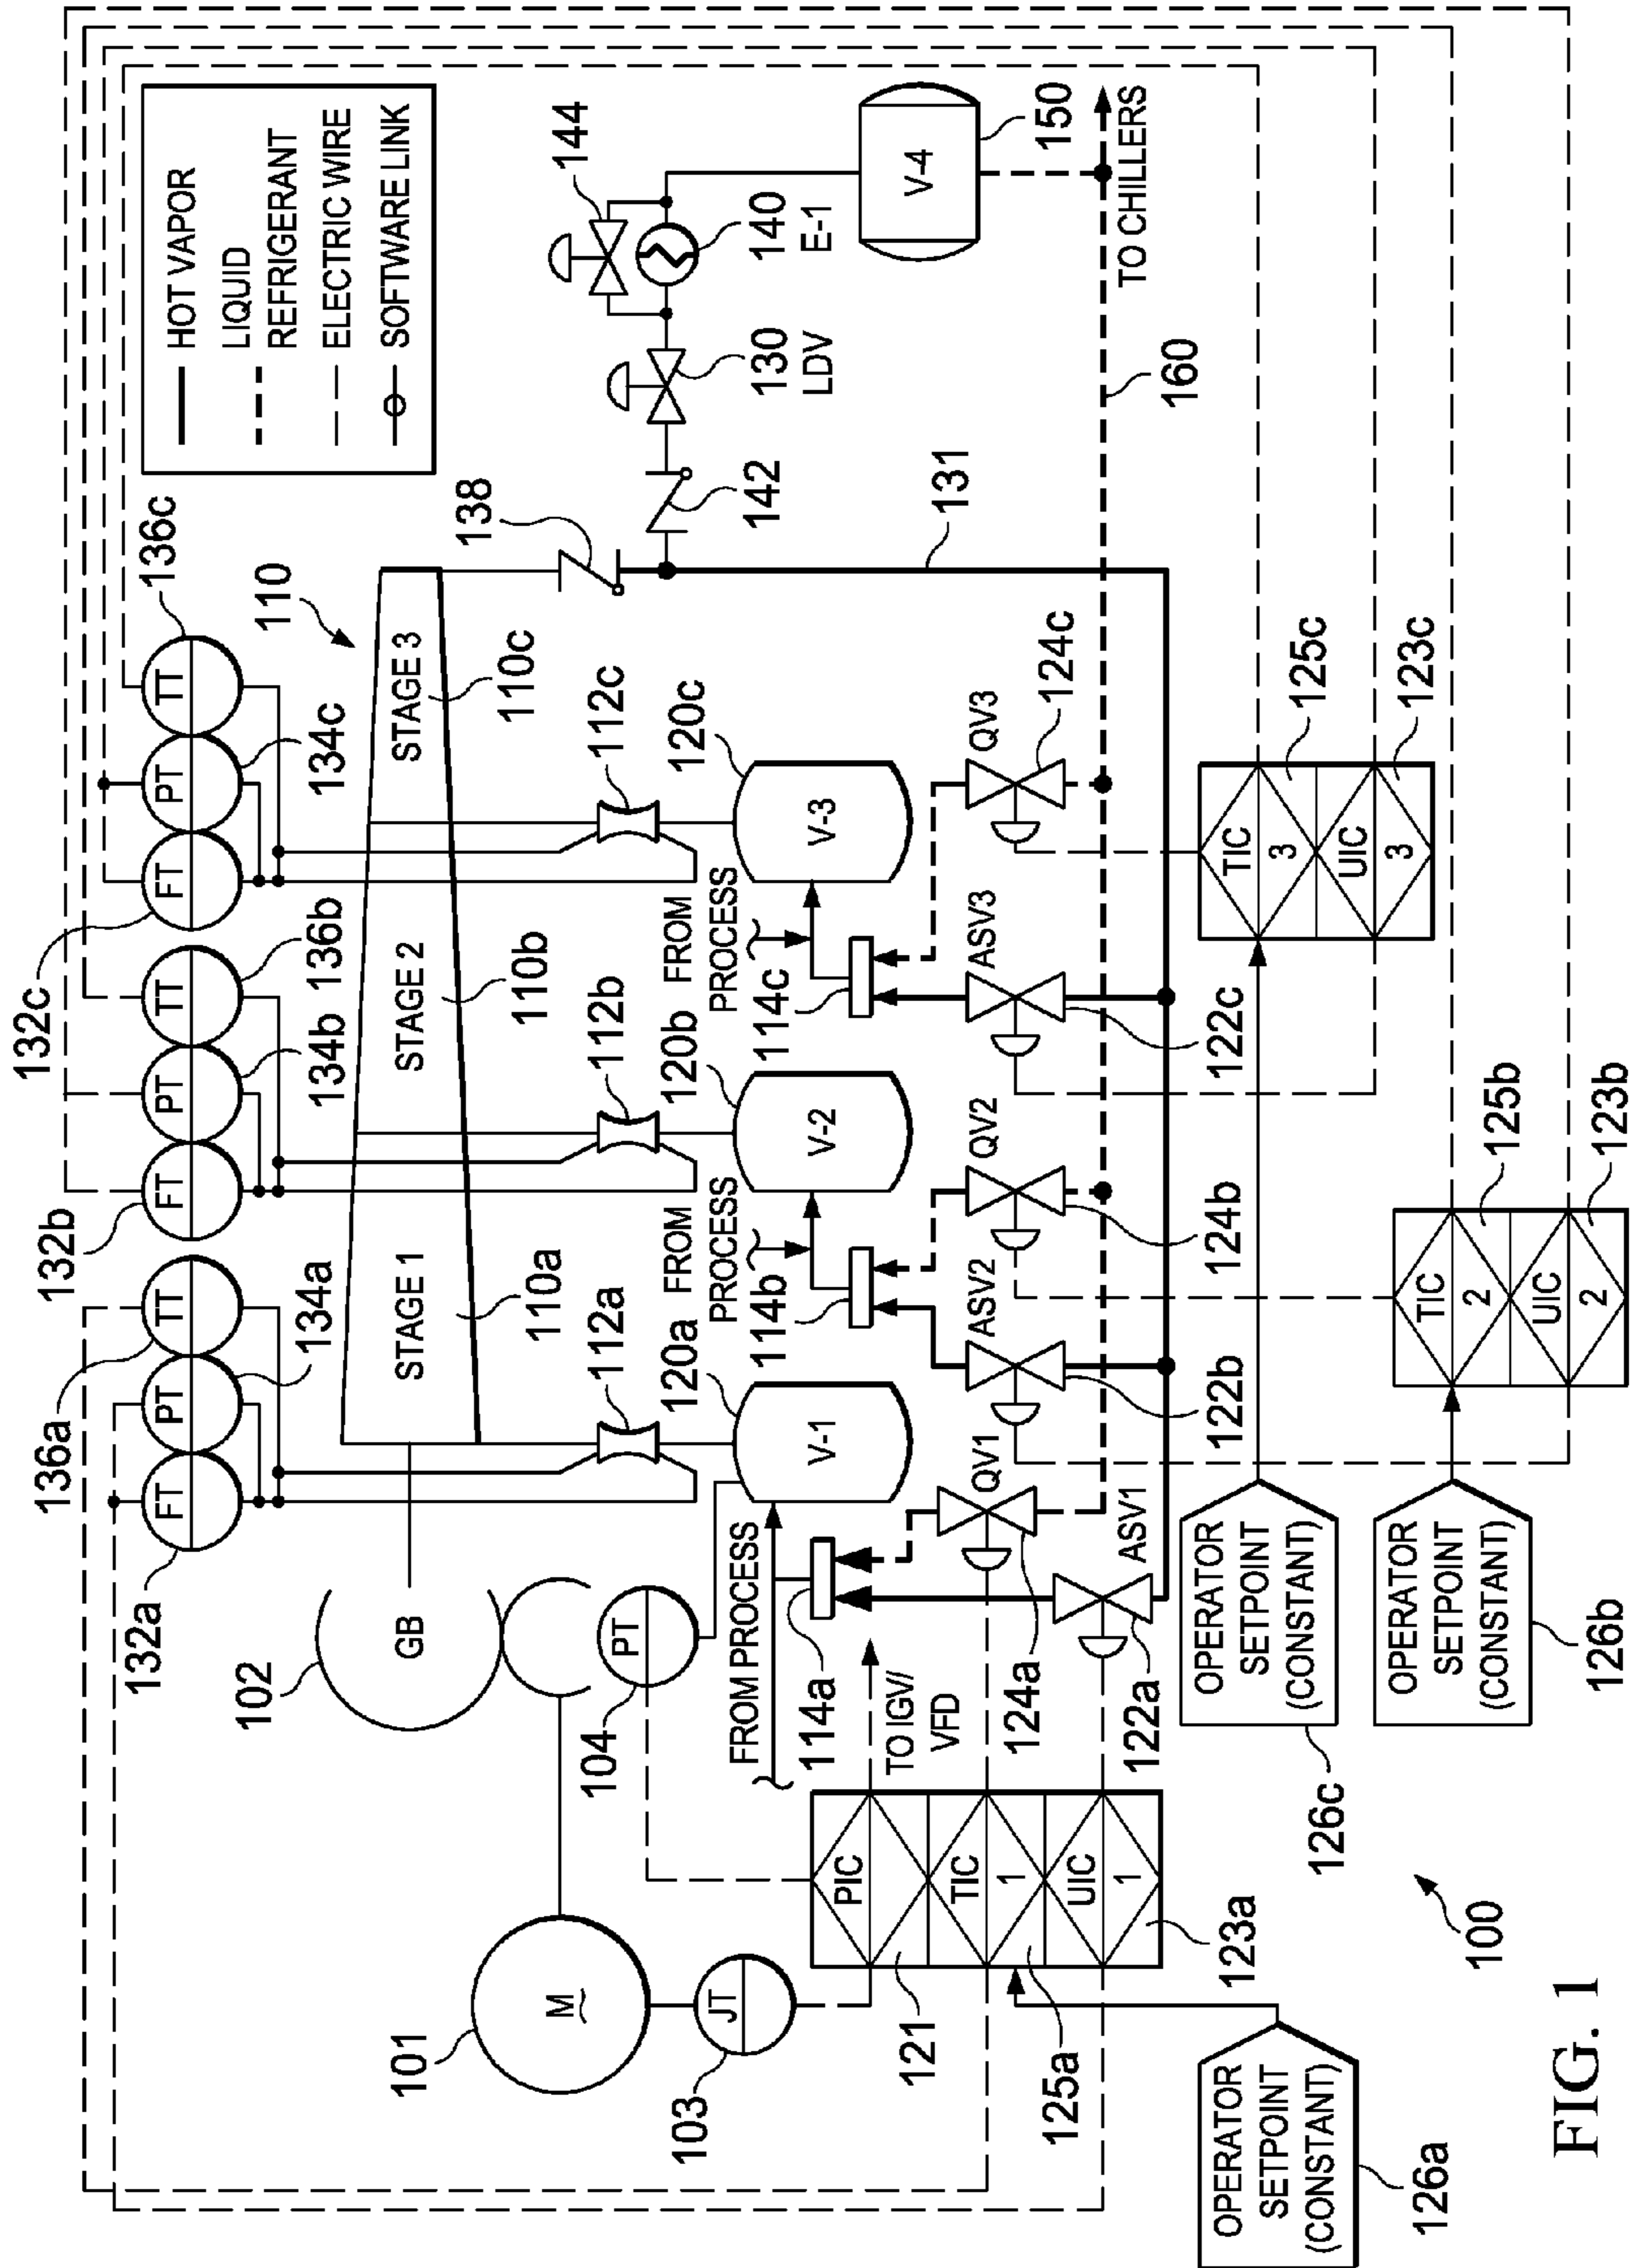 HOT VAPOR
LIQUID
REFRIGERANT
ELECTRIC WIRE
SOFTWARE LINK
136a
132a
FT
PT
TT
134a
132b
FT
PT
TT
134b
136b
132c
FT
PT
TT
134c
136c
110
102
GB
STAGE 1
110a
STAGE 2
110b
STAGE 3
110c
138
142
130
LDV
144
140
E-1
V-4
150
101
M
103
JT
104
PT
112a
112b
112c
120a
V-1
120b
V-2
120c
V-3
FROM PROCESS
FROM
PROCESS
FROM
PROCESS
114a
114b
114c
131
160
TO CHILLERS
TO IGV/
VFD
QV1
124a
ASV1
122a
ASV2
122b
QV2
124b
ASV3
122c
QV3
124c
PIC
121
TIC
1
125a
UIC
1
123a
TIC
2
125b
UIC
2
123b
TIC
3
125c
UIC
3
123c
OPERATOR
SETPOINT
(CONSTANT)
126a
OPERATOR
SETPOINT
(CONSTANT)
126c
OPERATOR
SETPOINT
(CONSTANT)
126b
100
FIG. 1